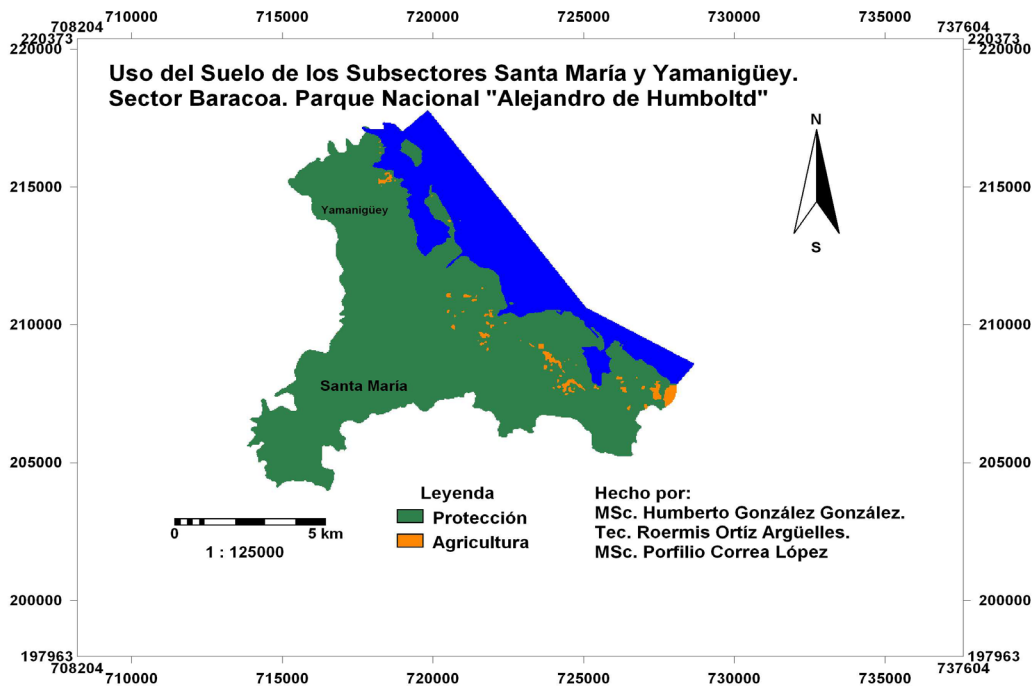 710000 715000 720000 725000 730000 735000
708204 737604
220373 220373
220000 220000
Uso del Suelo de los Subsectores Santa María y Yamanigüey.
Sector Baracoa. Parque Nacional "Alejandro de Humboltd"
N
215000 215000
Yamanigüey
S
210000 210000
Santa María
205000 205000
Leyenda
Protección
Agricultura
Hecho por:
MSc. Humberto González González.
Tec. Roermis Ortíz Argüelles.
MSc. Porfilio Correa López
0 5 km
1 : 125000
200000 200000
197963 197963
708204 737604
710000 715000 720000 725000 730000 735000